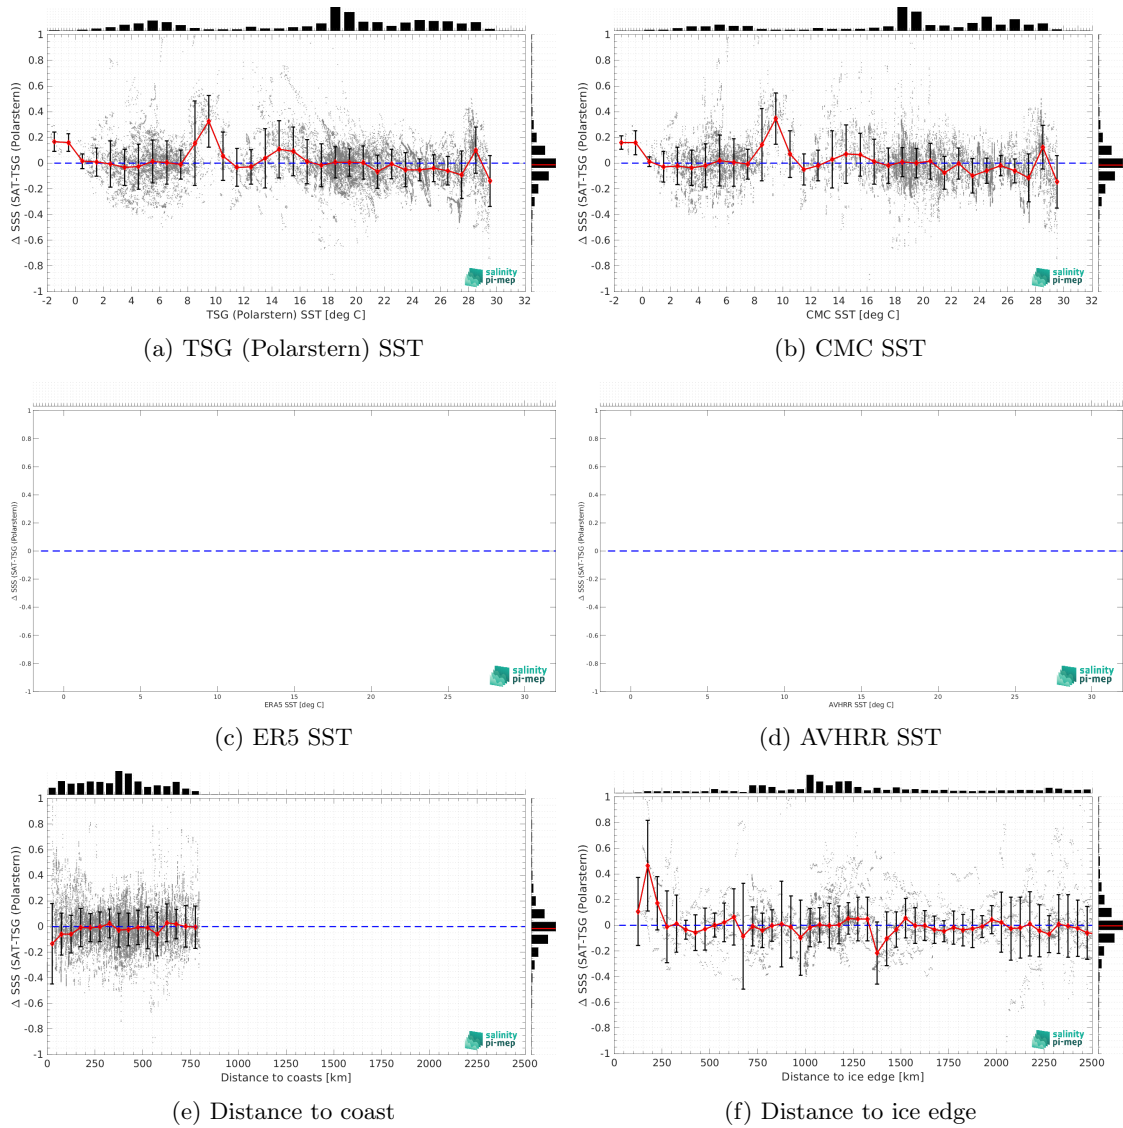 1
0.8
0.6
0.4
0.2
0
-0.2
-0.4
-0.6
-0.8
-1
Δ SSS (SAT-TSG (Polarstern))
salinity
pi-mep
-2 0 2 4 6 8 10 12 14 16 18 20 22 24 26 28 30 32
TSG (Polarstern) SST [deg C]
(a) TSG (Polarstern) SST
1
0.8
0.6
0.4
0.2
0
-0.2
-0.4
-0.6
-0.8
-1
Δ SSS (SAT-TSG (Polarstern))
salinity
pi-mep
-2 0 2 4 6 8 10 12 14 16 18 20 22 24 26 28 30 32
CMC SST [deg C]
(b) CMC SST
1
0.8
0.6
0.4
0.2
0
-0.2
-0.4
-0.6
-0.8
-1
Δ SSS (SAT-TSG (Polarstern))
salinity
pi-mep
0 5 10 15 20 25 30
ERA5 SST [deg C]
(c) ER5 SST
1
0.8
0.6
0.4
0.2
0
-0.2
-0.4
-0.6
-0.8
-1
Δ SSS (SAT-TSG (Polarstern))
salinity
pi-mep
0 5 10 15 20 25 30
AVHRR SST [deg C]
(d) AVHRR SST
1
0.8
0.6
0.4
0.2
0
-0.2
-0.4
-0.6
-0.8
-1
Δ SSS (SAT-TSG (Polarstern))
salinity
pi-mep
0 250 500 750 1000 1250 1500 1750 2000 2250 2500
Distance to coasts [km]
(e) Distance to coast
1
0.8
0.6
0.4
0.2
0
-0.2
-0.4
-0.6
-0.8
-1
Δ SSS (SAT-TSG (Polarstern))
salinity
pi-mep
0 250 500 750 1000 1250 1500 1750 2000 2250 2500
Distance to ice edge [km]
(f) Distance to ice edge